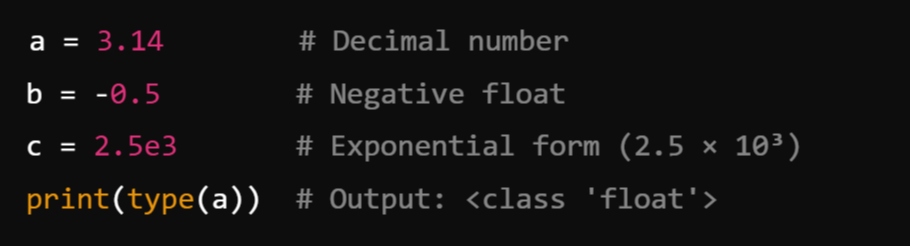 a = 3.14        # Decimal number
b = -0.5        # Negative float
c = 2.5e3       # Exponential form (2.5 × 10³)
print(type(a))  # Output: <class 'float'>